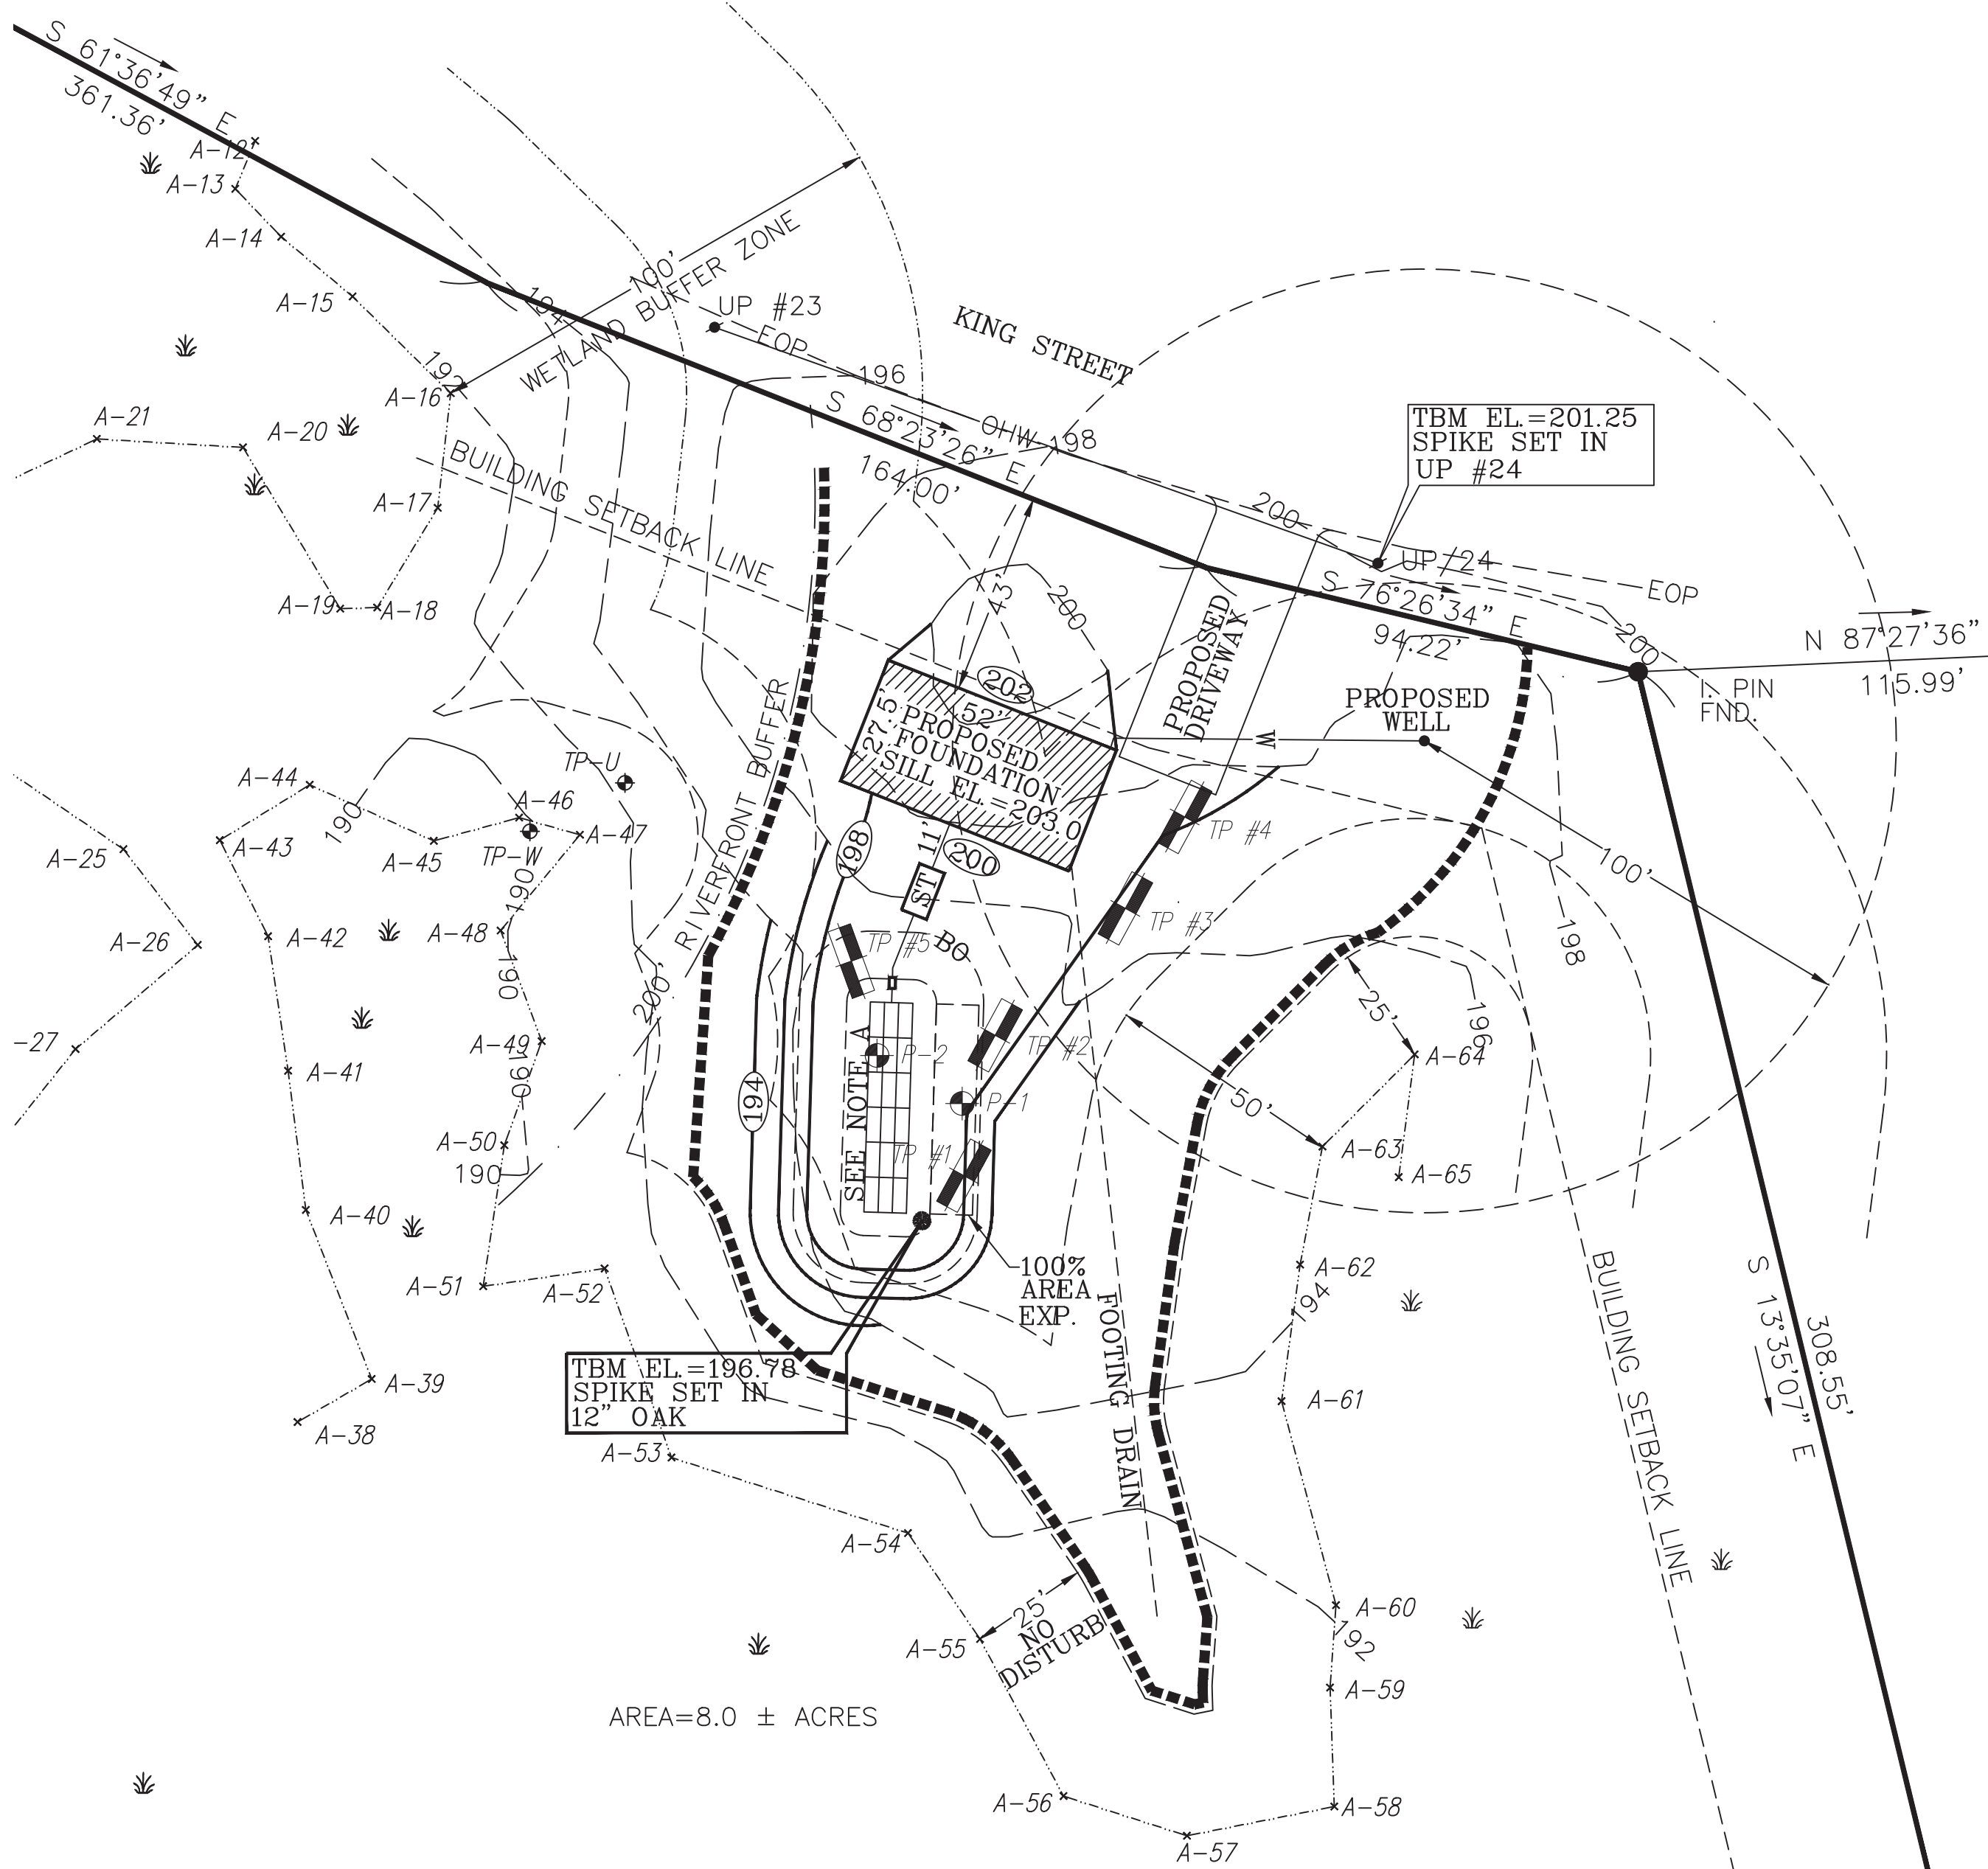 S 61°36'49" E
361.36'
A-12
A-13
A-14
A-15
194
100'
WETLAND BUFFER ZONE
UP #23
EOP
KING STREET
192
A-16
196
S 68°23'26" E
164.00'
OHW
198
TBM EL.=201.25
SPIKE SET IN
UP #24
A-21
A-20
A-17
BUILDING SETBACK LINE
200
UP #24
EOP
A-19
A-18
43'
200
PROPOSED
DRIVEWAY
S 76°26'34" E
94.22'
200
N 87°27'36"
115.99'
I. PIN
FND.
202
52'
27.5'
PROPOSED
FOUNDATION
SILL EL.=203.0
PROPOSED
WELL
W
RIVERFRONT BUFFER
200'
TP-U
A-44
A-46
190
A-43
A-45
A-47
TP-W
A-25
198
11'
200
TP #4
100'
190
ST
TP #3
A-26
A-42
A-48
TP #5
BO
198
190
25'
196
-27
A-41
A-49
190
194
SEE NOTE A
P-2
TP #2
P-1
50'
A-64
A-63
A-65
A-50
190
TP #1
A-40
A-51
A-52
100%
AREA
EXP.
FOOTING DRAIN
A-62
194
BUILDING SETBACK LINE
S 13°35'07" E
308.55'
TBM EL.=196.78
SPIKE SET IN
12" OAK
A-39
A-38
A-61
A-53
A-54
25'
NO
DISTURB
A-55
A-60
192
A-59
AREA=8.0 ± ACRES
A-56
A-58
A-57